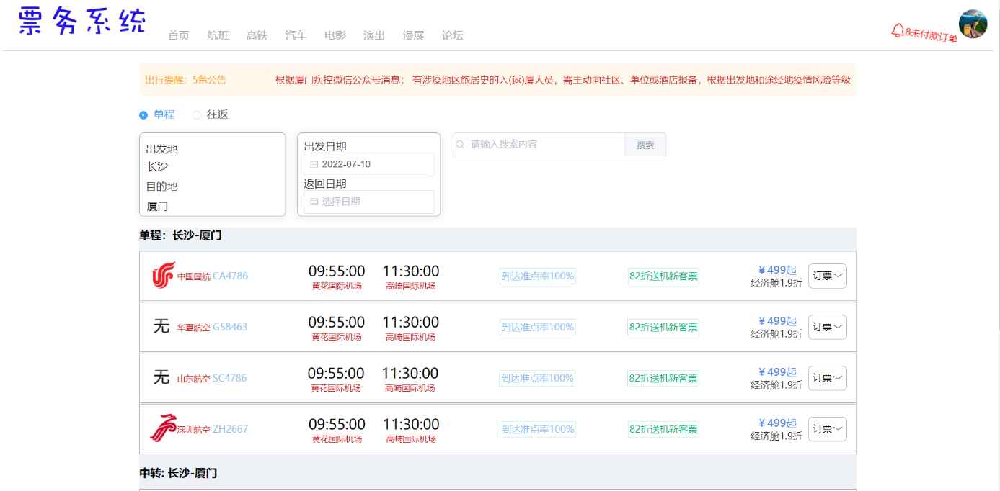 票务系统
首页 航班 高铁 汽车 电影 演出 漫展 论坛
8未付款订单
出行提醒：5条公告 根据厦门疾控微信公众号消息： 有涉疫地区旅居史的入(返)厦人员，需主动向社区、单位或酒店报备，根据出发地和途经地疫情风险等级
单程 往返
出发地
长沙
目的地
厦门
出发日期
2022-07-10
返回日期
选择日期
请输入搜索内容 搜索
单程：长沙-厦门
中国国航 CA4786 09:55:00 11:30:00 到达准点率100% 82折送机新客票 ￥499起 订票
黄花国际机场 高崎国际机场 经济舱1.9折
无 华夏航空 G58463 09:55:00 11:30:00 到达准点率100% 82折送机新客票 ￥499起 订票
黄花国际机场 高崎国际机场 经济舱1.9折
无 山东航空 SC4786 09:55:00 11:30:00 到达准点率100% 82折送机新客票 ￥499起 订票
黄花国际机场 高崎国际机场 经济舱1.9折
深圳航空 ZH2667 09:55:00 11:30:00 到达准点率100% 82折送机新客票 ￥499起 订票
黄花国际机场 高崎国际机场 经济舱1.9折
中转: 长沙-厦门